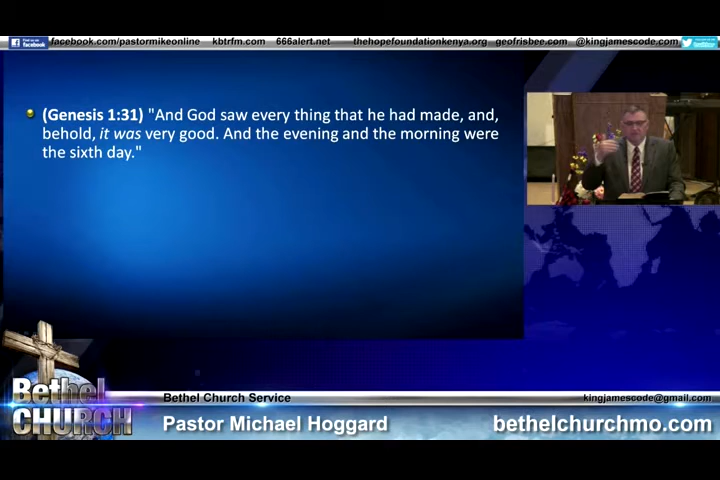 facebook.com/pastormikeonline kbtrfm.com 666alert.net thehopefoundationkenya.org geofrisbee.com @kingjamescode.com
(Genesis 1:31) "And God saw every thing that he had made, and,
behold, it was very good. And the evening and the morning were
the sixth day."
Bethel
CHURCH
Bethel Church Service kingjamescode@gmail.com
Pastor Michael Hoggard bethelchurchmo.com